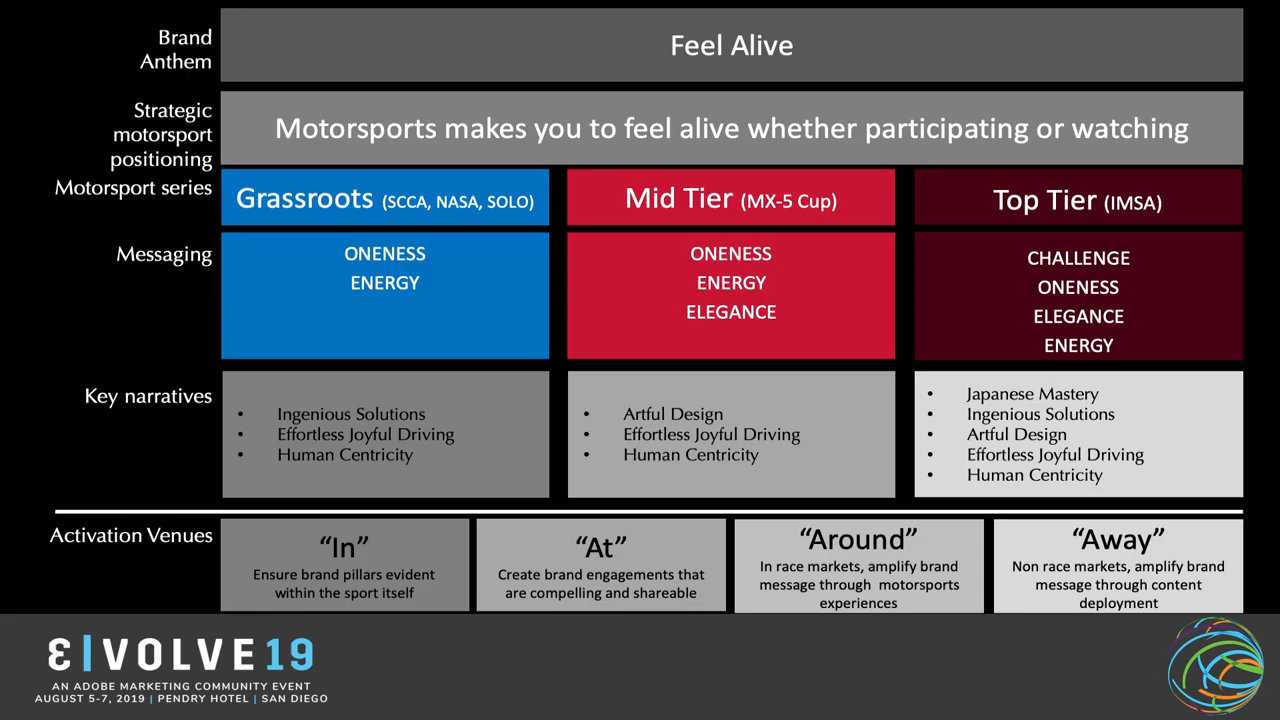 Brand
Anthem
Feel Alive
Strategic
motorsport
positioning
Motorsports makes you to feel alive whether participating or watching
Motorsport series
Grassroots (SCCA, NASA, SOLO)
Mid Tier (MX-5 Cup)
Top Tier (IMSA)
Messaging
ONENESS
ENERGY
ONENESS
ENERGY
ELEGANCE
CHALLENGE
ONENESS
ELEGANCE
ENERGY
Key narratives
• Ingenious Solutions
• Effortless Joyful Driving
• Human Centricity
• Artful Design
• Effortless Joyful Driving
• Human Centricity
• Japanese Mastery
• Ingenious Solutions
• Artful Design
• Effortless Joyful Driving
• Human Centricity
Activation Venues
“In”
Ensure brand pillars evident
within the sport itself
“At”
Create brand engagements that
are compelling and shareable
“Around”
In race markets, amplify brand
message through motorsports
experiences
“Away”
Non race markets, amplify brand
message through content
deployment
Ɛ|VOLVE19
AN ADOBE MARKETING COMMUNITY EVENT
AUGUST 5-7, 2019 | PENDRY HOTEL | SAN DIEGO